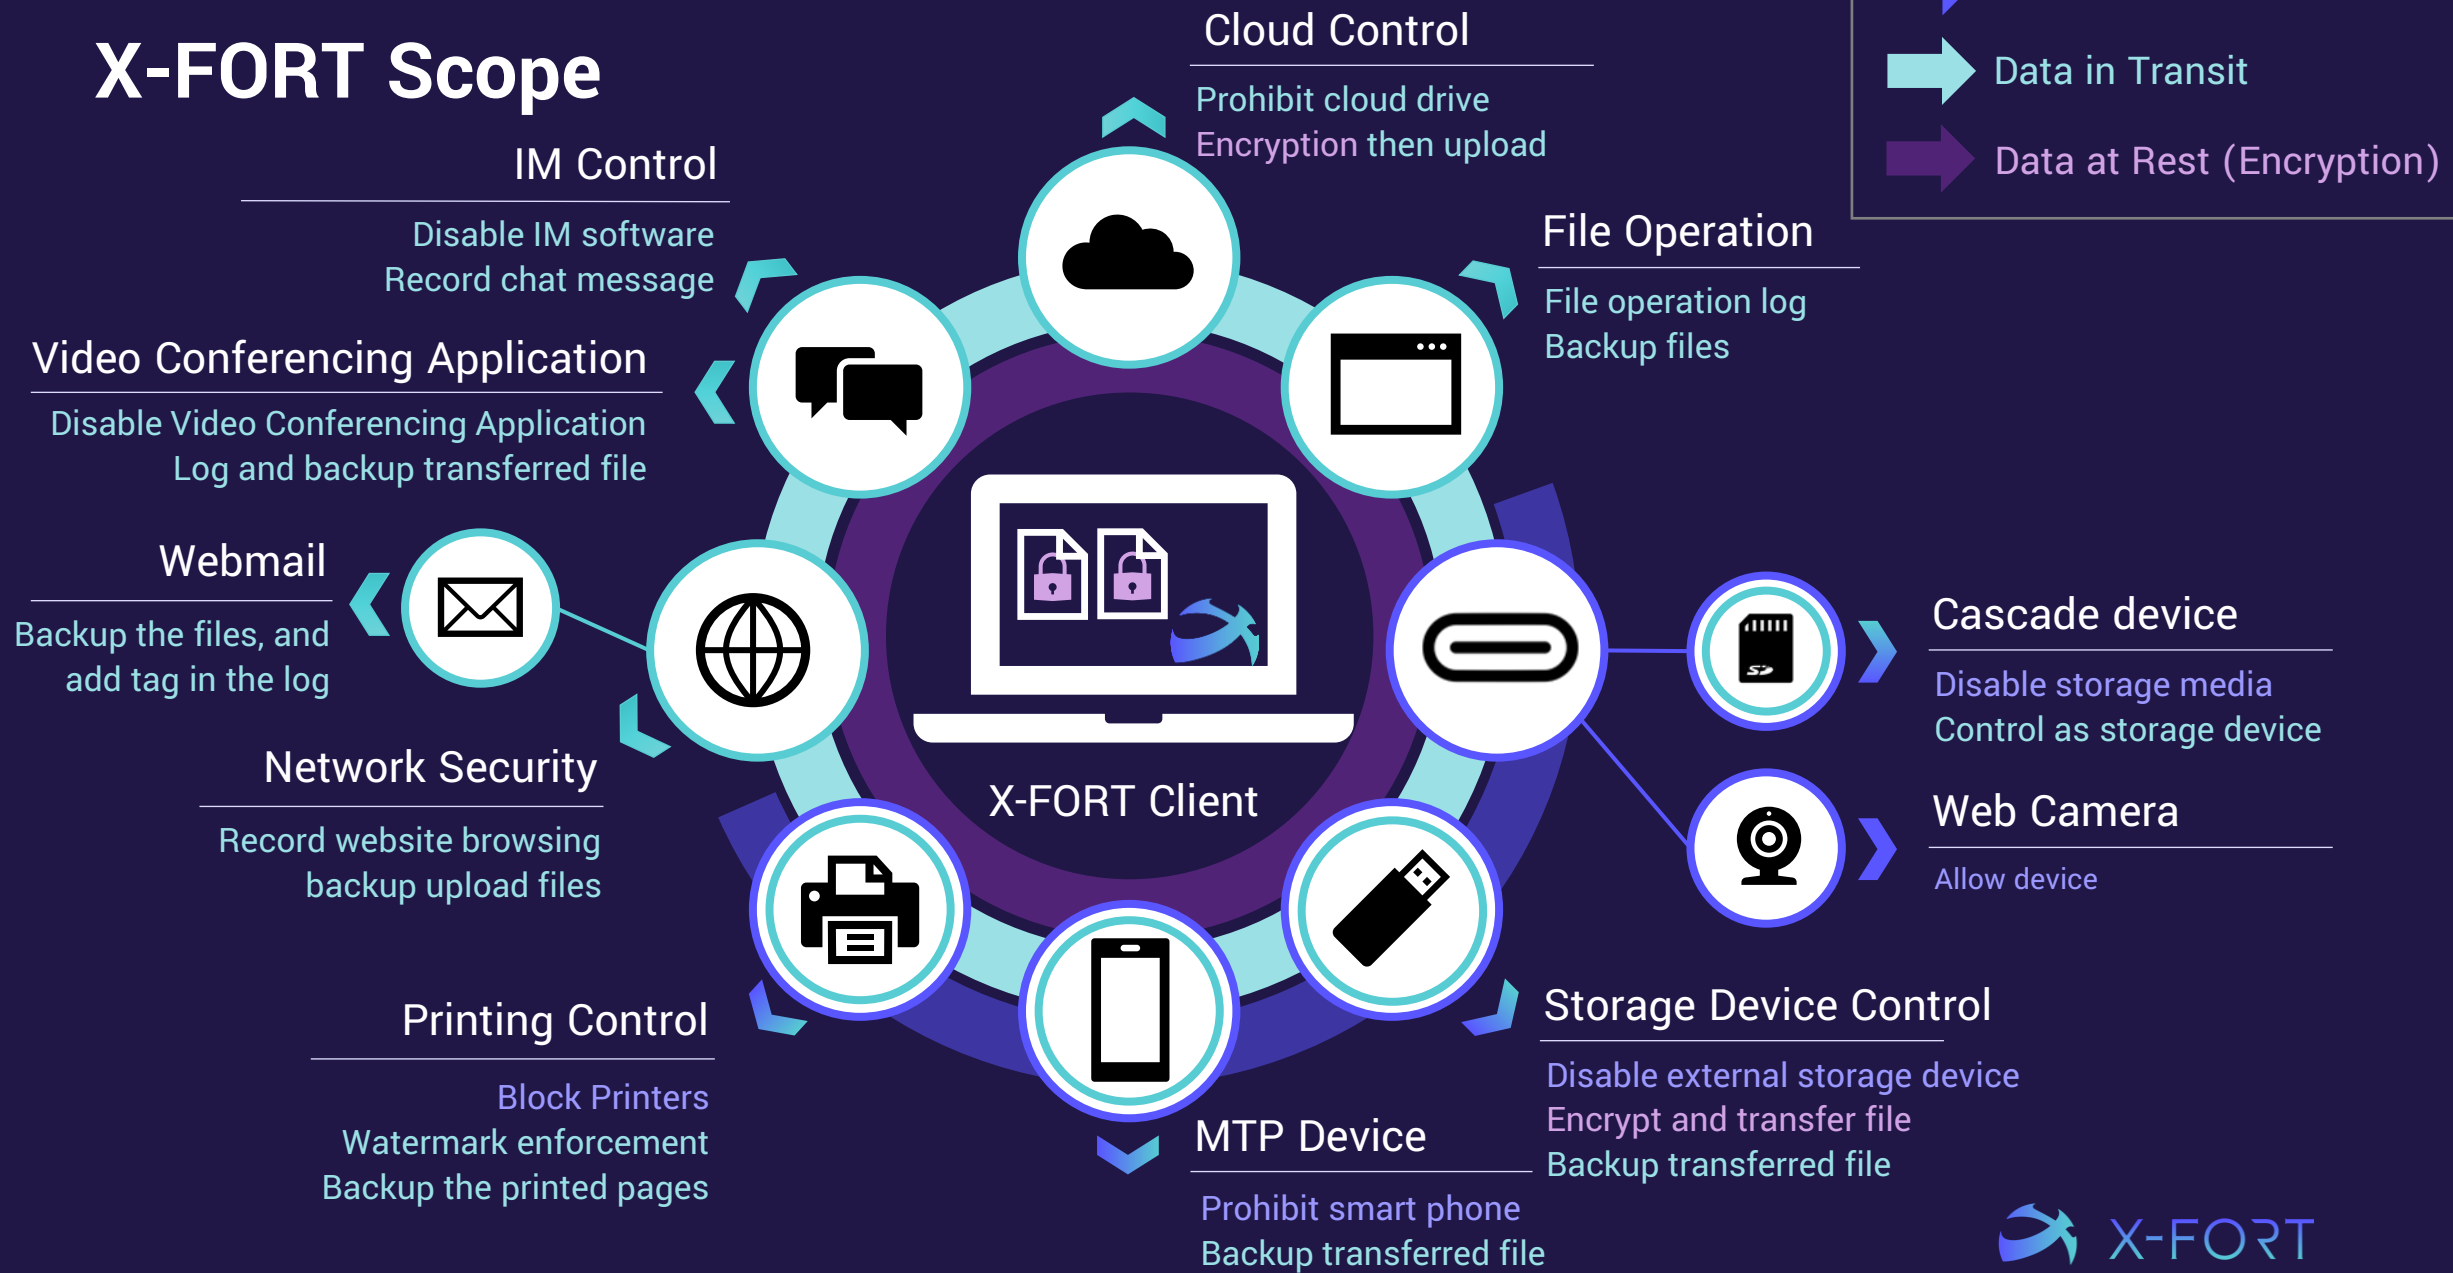 X-FORT Scope
Cloud Control
Prohibit cloud drive
Encryption then upload
Data in Transit
Data at Rest (Encryption)
IM Control
Disable IM software
Record chat message
File Operation
File operation log
Backup files
Video Conferencing Application
Disable Video Conferencing Application
Log and backup transferred file
Webmail
Backup the files, and
add tag in the log
Network Security
Record website browsing
backup upload files
X-FORT Client
Cascade device
Disable storage media
Control as storage device
Web Camera
Allow device
Printing Control
Block Printers
Watermark enforcement
Backup the printed pages
MTP Device
Prohibit smart phone
Backup transferred file
Storage Device Control
Disable external storage device
Encrypt and transfer file
Backup transferred file
SD
X-FORT